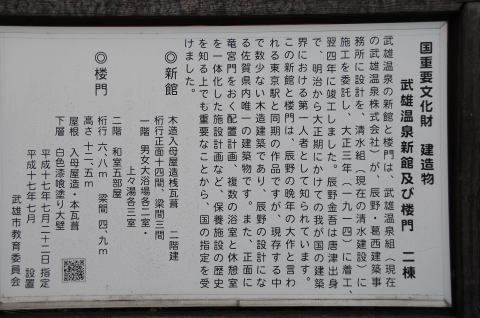 国重要文化財　建造物
武雄温泉新館及び楼門　二棟
武雄温泉の新館と楼門は、武雄温泉組（現在
の武雄温泉株式会社）が、辰野・葛西建築事
務所に設計を、清水組（現在の清水建設）に
施工を委託し、大正三年（一九一四）に着工、
翌四年に竣工しました。辰野金吾は唐津出身
で、明治から大正期にかけての我が国の建築
界における第一人者として知られています。
この新館と楼門は、辰野の晩年の大作と言わ
れる東京駅と同期の作品ですが、現存する中
で数少ない木造建築であり、辰野の設計にな
る佐賀県内唯一の建築物です。また、正面に
竜宮門をおく配置計画、複数の浴室と休憩室
を一体化した施設計画など、保養施設の歴史
を知る上でも重要なことから、国の指定を受
けました。
◎新館　木造入母屋造桟瓦葺　二階建
桁行正面十四間、梁間三間
一階　男女大浴場各二室・
上々湯各三室
二階　和室五部屋
◎楼門　桁行　六、八ｍ　梁間　四、九ｍ
高さ　十二、五ｍ
屋根　入母屋造・本瓦葺
下層　白色漆喰塗り大壁
平成十七年七月二十二日指定
平成十七年七月　設置
武雄市教育委員会